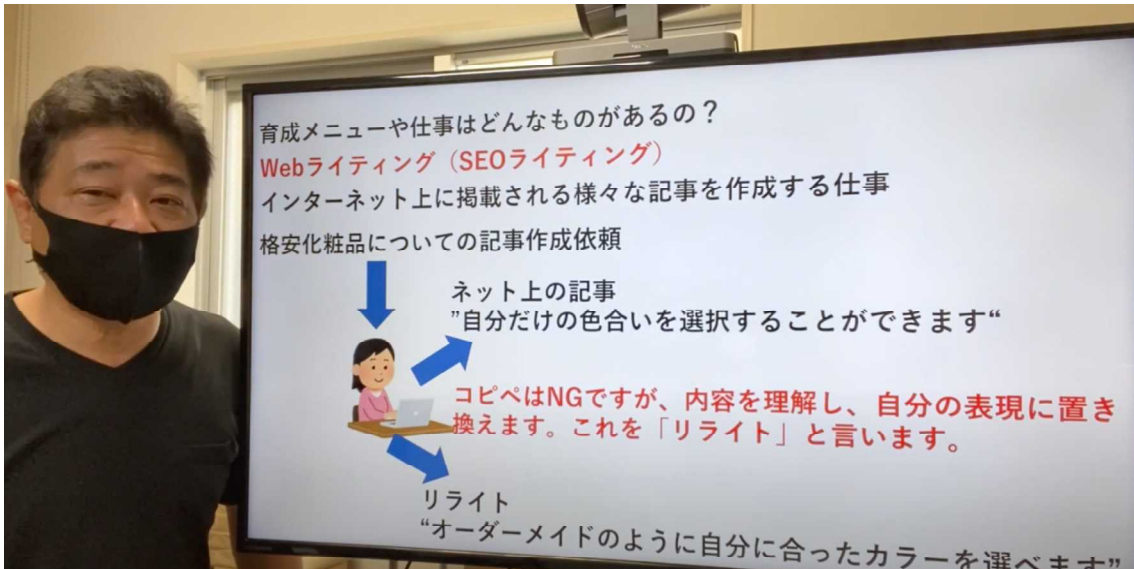 育成メニューや仕事はどんなものがあるの？
Webライティング（SEOライティング）
インターネット上に掲載される様々な記事を作成する仕事
格安化粧品についての記事作成依頼
ネット上の記事
”自分だけの色合いを選択することができます“
コピペはNGですが、内容を理解し、自分の表現に置き
換えます。これを「リライト」と言います。
リライト
“オーダーメイドのように自分に合ったカラーを選べます”